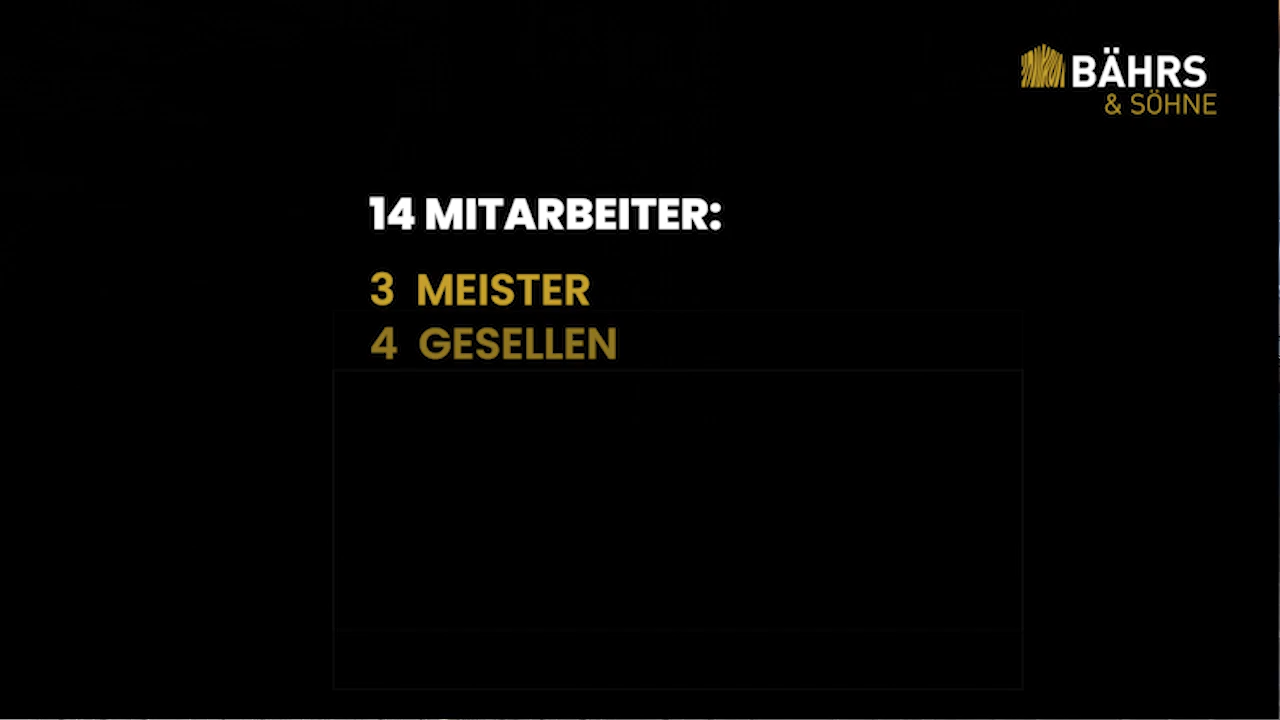 BÄHRS
& SÖHNE
14 MITARBEITER:
3 MEISTER
4 GESELLEN